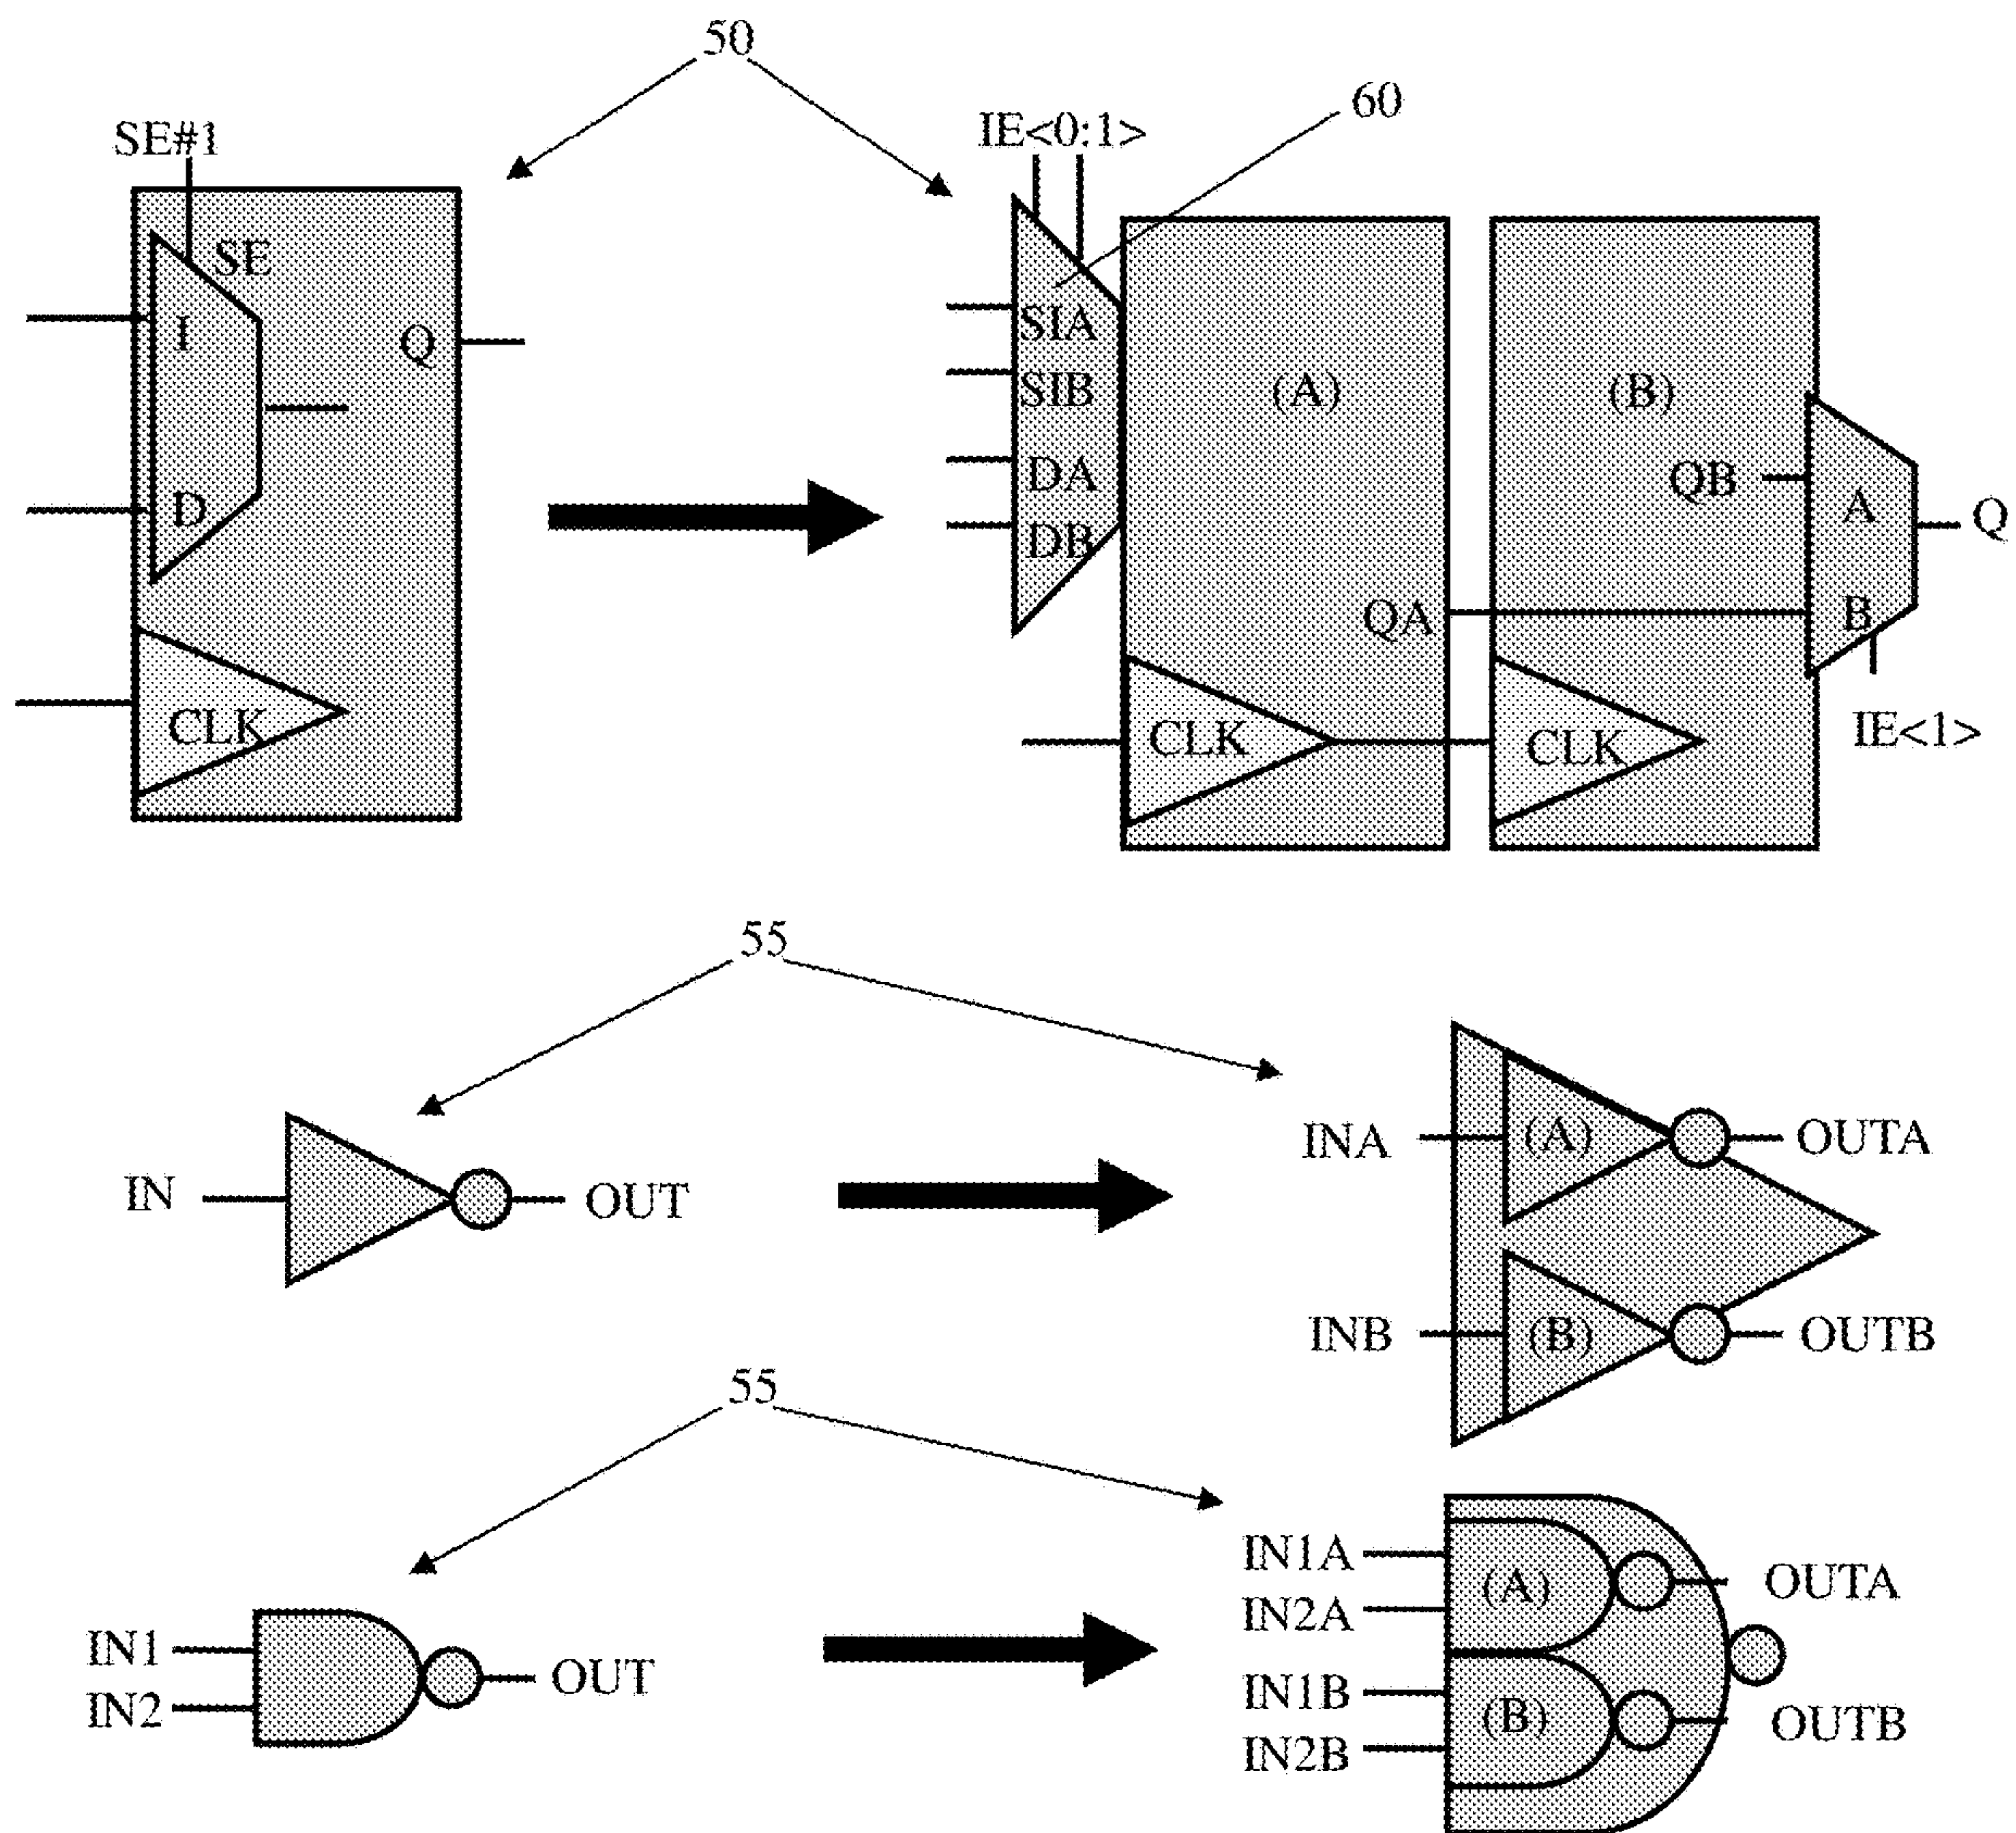 50
60
SE#1
IE<0:1>
SE
I
Q
D
CLK
SIA
SIB
DA
DB
(A)
(B)
QB
A
Q
QA
B
CLK
CLK
IE<1>
55
IN
OUT
INA
(A)
OUTA
INB
(B)
OUTB
55
IN1
IN2
OUT
IN1A
IN2A
(A)
OUTA
IN1B
IN2B
(B)
OUTB